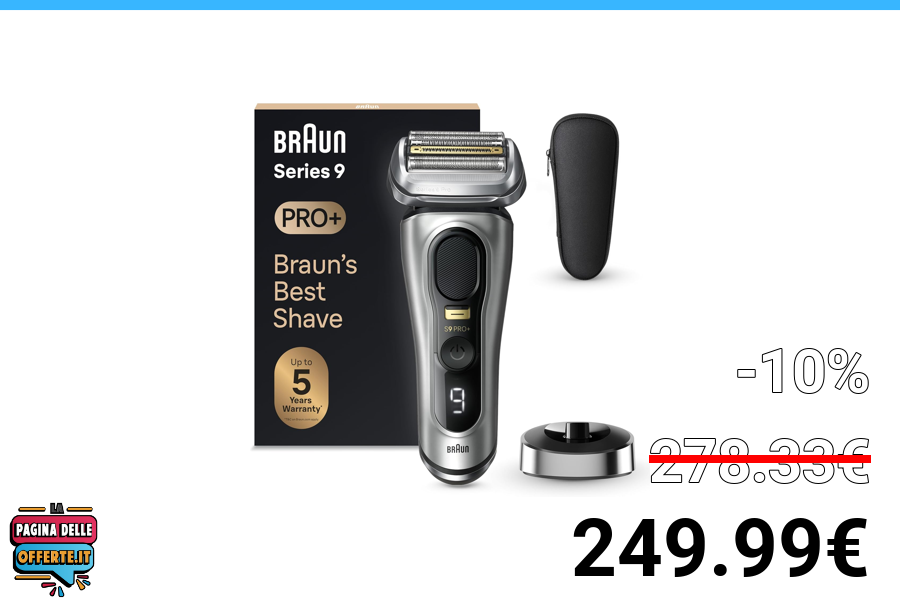 BRAUN
BRAUN
Series 9
PRO+
Braun's
Best
Shave
Up to
5
Years
Warranty*
S9 PRO+
9
BRAUN
-10%
278.33€
249.99€
LA
PAGINA DELLE
OFFERTE.IT